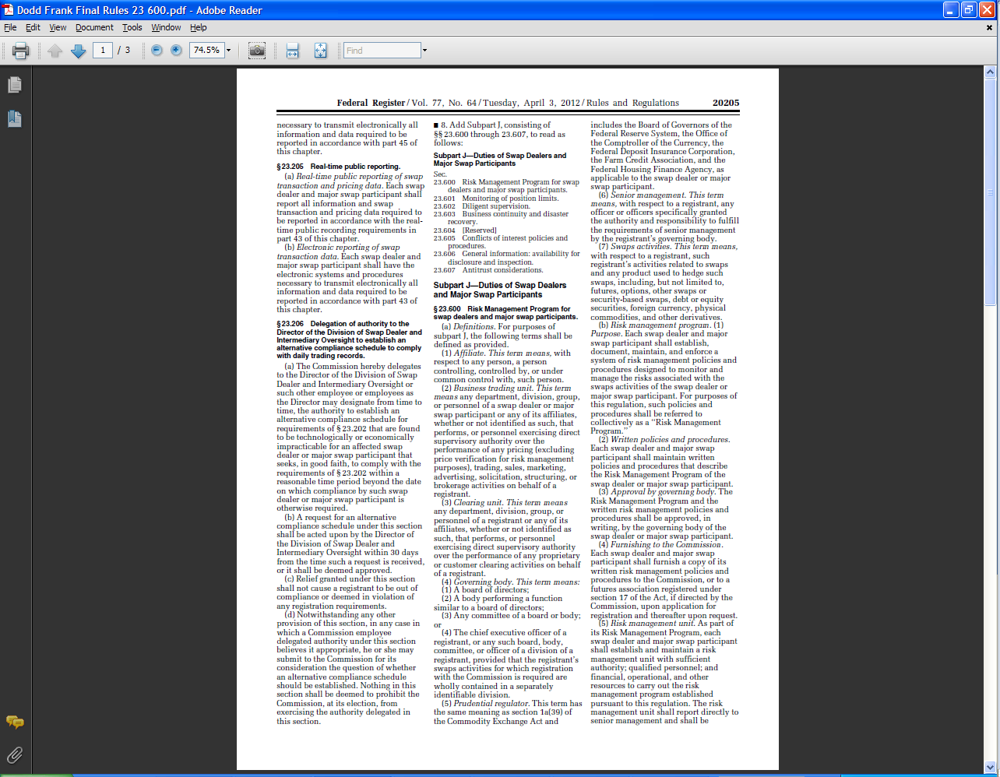 Dodd Frank Final Rules 23 600.pdf - Adobe Reader
File Edit View Document Tools Window Help
1 / 3 74.5% Find
Federal Register / Vol. 77, No. 64 / Tuesday, April 3, 2012 / Rules and Regulations 20205
necessary to transmit electronically all
information and data required to be
reported in accordance with part 45 of
this chapter.
§ 23.205 Real-time public reporting.
(a) Real-time public reporting of swap
transaction and pricing data. Each swap
dealer and major swap participant shall
report all information and swap
transaction and pricing data required to
be reported in accordance with the real-
time public recording requirements in
part 43 of this chapter.
(b) Electronic reporting of swap
transaction data. Each swap dealer and
major swap participant shall have the
electronic systems and procedures
necessary to transmit electronically all
information and data required to be
reported in accordance with part 43 of
this chapter.
§ 23.206 Delegation of authority to the
Director of the Division of Swap Dealer and
Intermediary Oversight to establish an
alternative compliance schedule to comply
with daily trading records.
(a) The Commission hereby delegates
to the Director of the Division of Swap
Dealer and Intermediary Oversight or
such other employee or employees as
the Director may designate from time to
time, the authority to establish an
alternative compliance schedule for
requirements of § 23.202 that are found
to be technologically or economically
impracticable for an affected swap
dealer or major swap participant that
seeks, in good faith, to comply with the
requirements of § 23.202 within a
reasonable time period beyond the date
on which compliance by such swap
dealer or major swap participant is
otherwise required.
(b) A request for an alternative
compliance schedule under this section
shall be acted upon by the Director of
the Division of Swap Dealer and
Intermediary Oversight within 30 days
from the time such a request is received,
or it shall be deemed approved.
(c) Relief granted under this section
shall not cause a registrant to be out of
compliance or deemed in violation of
any registration requirements.
(d) Notwithstanding any other
provision of this section, in any case in
which a Commission employee
delegated authority under this section
believes it appropriate, he or she may
submit to the Commission for its
consideration the question of whether
an alternative compliance schedule
should be established. Nothing in this
section shall be deemed to prohibit the
Commission, at its election, from
exercising the authority delegated in
this section.
■ 8. Add Subpart J, consisting of
§§ 23.600 through 23.607, to read as
follows:
Subpart J—Duties of Swap Dealers and
Major Swap Participants
Sec.
23.600 Risk Management Program for swap
dealers and major swap participants.
23.601 Monitoring of position limits.
23.602 Diligent supervision.
23.603 Business continuity and disaster
recovery.
23.604 [Reserved]
23.605 Conflicts of interest policies and
procedures.
23.606 General information: availability for
disclosure and inspection.
23.607 Antitrust considerations.
Subpart J—Duties of Swap Dealers
and Major Swap Participants
§ 23.600 Risk Management Program for
swap dealers and major swap participants.
(a) Definitions. For purposes of
subpart J, the following terms shall be
defined as provided.
(1) Affiliate. This term means, with
respect to any person, a person
controlling, controlled by, or under
common control with, such person.
(2) Business trading unit. This term
means any department, division, group,
or personnel of a swap dealer or major
swap participant or any of its affiliates,
whether or not identified as such, that
performs, or personnel exercising direct
supervisory authority over the
performance of any pricing (excluding
price verification for risk management
purposes), trading, sales, marketing,
advertising, solicitation, structuring, or
brokerage activities on behalf of a
registrant.
(3) Clearing unit. This term means
any department, division, group, or
personnel of a registrant or any of its
affiliates, whether or not identified as
such, that performs, or personnel
exercising direct supervisory authority
over the performance of any proprietary
or customer clearing activities on behalf
of a registrant.
(4) Governing body. This term means:
(1) A board of directors;
(2) A body performing a function
similar to a board of directors;
(3) Any committee of a board or body;
or
(4) The chief executive officer of a
registrant, or any such board, body,
committee, or officer of a division of a
registrant, provided that the registrant's
swaps activities for which registration
with the Commission is required are
wholly contained in a separately
identifiable division.
(5) Prudential regulator. This term has
the same meaning as section 1a(39) of
the Commodity Exchange Act and
includes the Board of Governors of the
Federal Reserve System, the Office of
the Comptroller of the Currency, the
Federal Deposit Insurance Corporation,
the Farm Credit Association, and the
Federal Housing Finance Agency, as
applicable to the swap dealer or major
swap participant.
(6) Senior management. This term
means, with respect to a registrant, any
officer or officers specifically granted
the authority and responsibility to fulfill
the requirements of senior management
by the registrant's governing body.
(7) Swaps activities. This term means,
with respect to a registrant, such
registrant's activities related to swaps
and any product used to hedge such
swaps, including, but not limited to,
futures, options, other swaps or
security-based swaps, debt or equity
securities, foreign currency, physical
commodities, and other derivatives.
(b) Risk management program. (1)
Purpose. Each swap dealer and major
swap participant shall establish,
document, maintain, and enforce a
system of risk management policies and
procedures designed to monitor and
manage the risks associated with the
swaps activities of the swap dealer or
major swap participant. For purposes of
this regulation, such policies and
procedures shall be referred to
collectively as a "Risk Management
Program."
(2) Written policies and procedures.
Each swap dealer and major swap
participant shall maintain written
policies and procedures that describe
the Risk Management Program of the
swap dealer or major swap participant.
(3) Approval by governing body. The
Risk Management Program and the
written risk management policies and
procedures shall be approved, in
writing, by the governing body of the
swap dealer or major swap participant.
(4) Furnishing to the Commission.
Each swap dealer and major swap
participant shall furnish a copy of its
written risk management policies and
procedures to the Commission, or to a
futures association registered under
section 17 of the Act, if directed by the
Commission, upon application for
registration and thereafter upon request.
(5) Risk management unit. As part of
its Risk Management Program, each
swap dealer and major swap participant
shall establish and maintain a risk
management unit with sufficient
authority; qualified personnel; and
financial, operational, and other
resources to carry out the risk
management program established
pursuant to this regulation. The risk
management unit shall report directly to
senior management and shall be